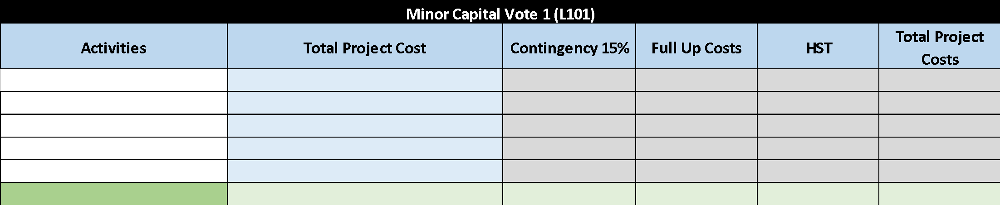 Minor Capital Vote 1 (L101)
Activities
Total Project Cost
Contingency 15%
Full Up Costs
HST
Total Project
Costs